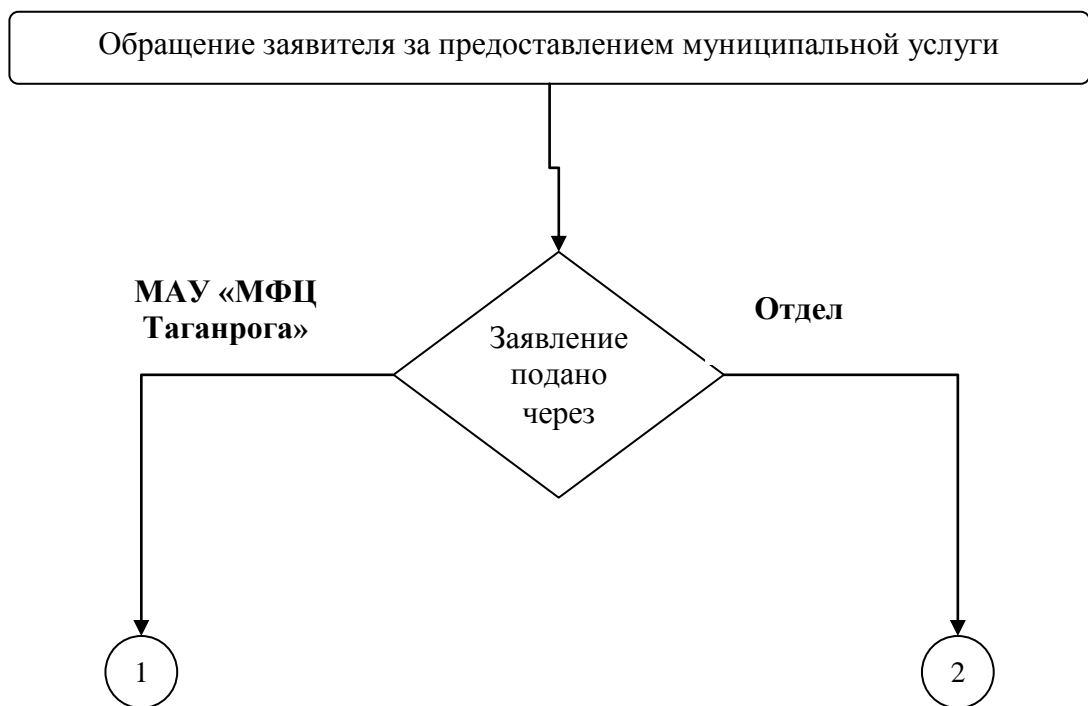 Обращение заявителя за предоставлением муниципальной услуги
МАУ «МФЦ
Таганрога»
Заявление
подано
через
Отдел
1
2